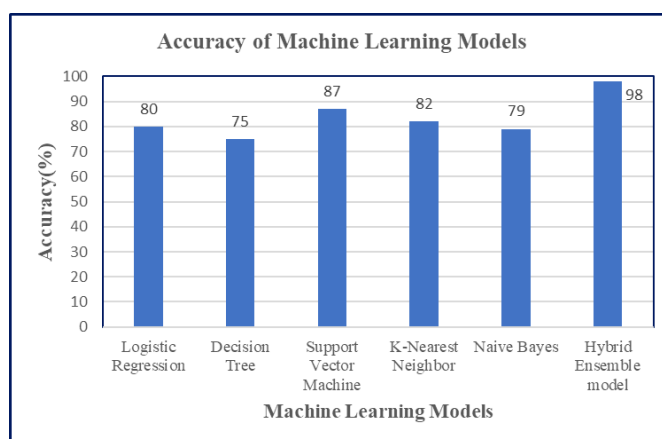 Accuracy of Machine Learning Models
Accuracy(%)
100
90
80
70
60
50
40
30
20
10
0
80
75
87
82
79
98
Logistic
Regression
Decision
Tree
Support
Vector
Machine
K-Nearest
Neighbor
Naive Bayes
Hybrid
Ensemble
model
Machine Learning Models